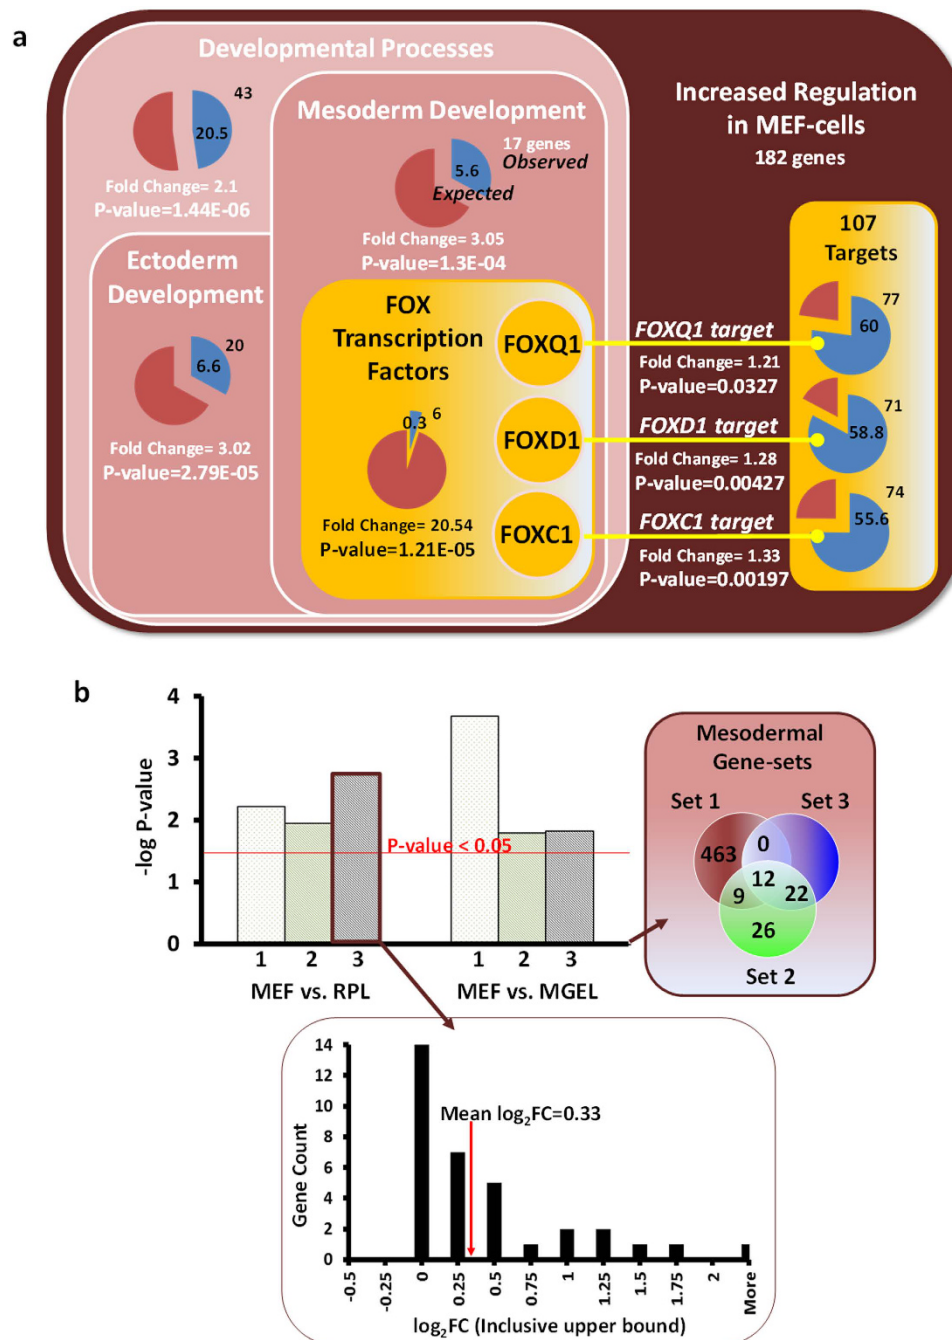 a
Developmental Processes
43
20.5
Fold Change= 2.1
P-value=1.44E-06
Mesoderm Development
17 genes
Observed
5.6
Expected
Fold Change= 3.05
P-value=1.3E-04
Ectoderm
Development
20
6.6
Fold Change= 3.02
P-value=2.79E-05
FOX
Transcription
Factors
6
0.3
Fold Change= 20.54
P-value=1.21E-05
FOXQ1
FOXD1
FOXC1
Increased Regulation
in MEF-cells
182 genes
FOXQ1 target
Fold Change= 1.21
P-value=0.0327
FOXD1 target
Fold Change= 1.28
P-value=0.00427
FOXC1 target
Fold Change= 1.33
P-value=0.00197
107
Targets
77
60
71
58.8
74
55.6
b
-log P-value
4
3
2
1
0
P-value < 0.05
1 2 3 1 2 3
MEF vs. RPL MEF vs. MGEL
Mesodermal
Gene-sets
Set 1 Set 3
463 0
12
9 22
26
Set 2
Gene Count
14
12
10
8
6
4
2
0
Mean log₂FC=0.33
-0.5 -0.25 0 0.25 0.5 0.75 1 1.25 1.5 1.75 2 More
log₂FC (Inclusive upper bound)